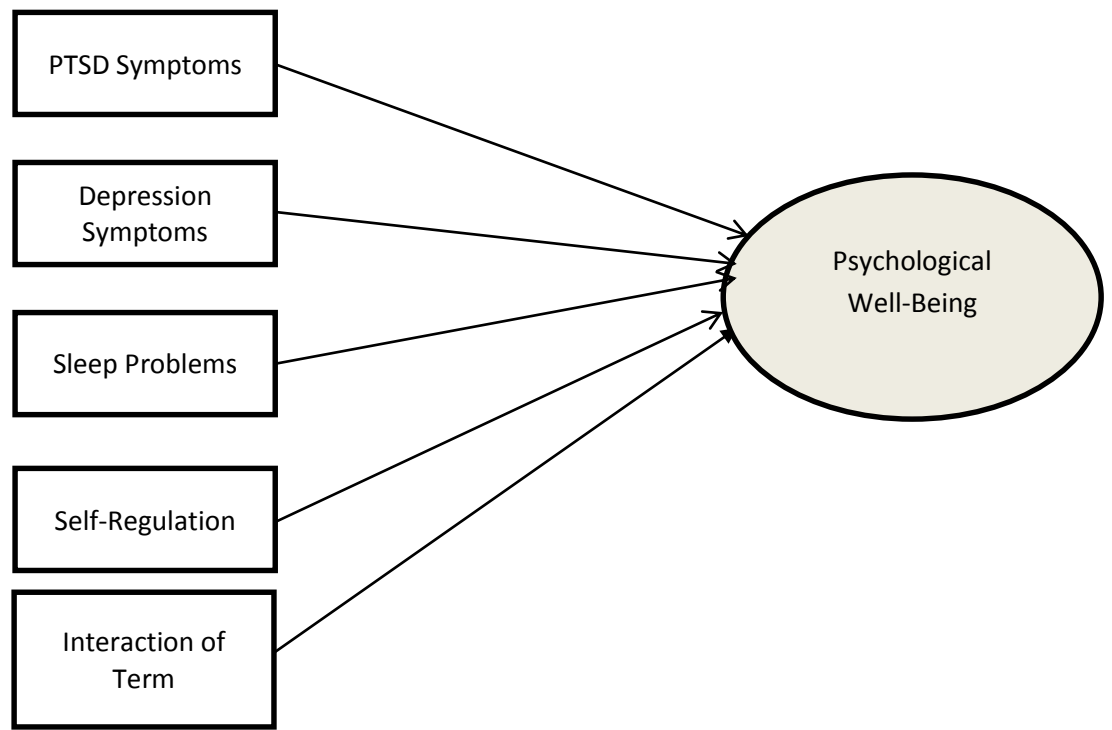 PTSD Symptoms
Depression
Symptoms
Sleep Problems
Self-Regulation
Interaction of
Term
Psychological
Well-Being